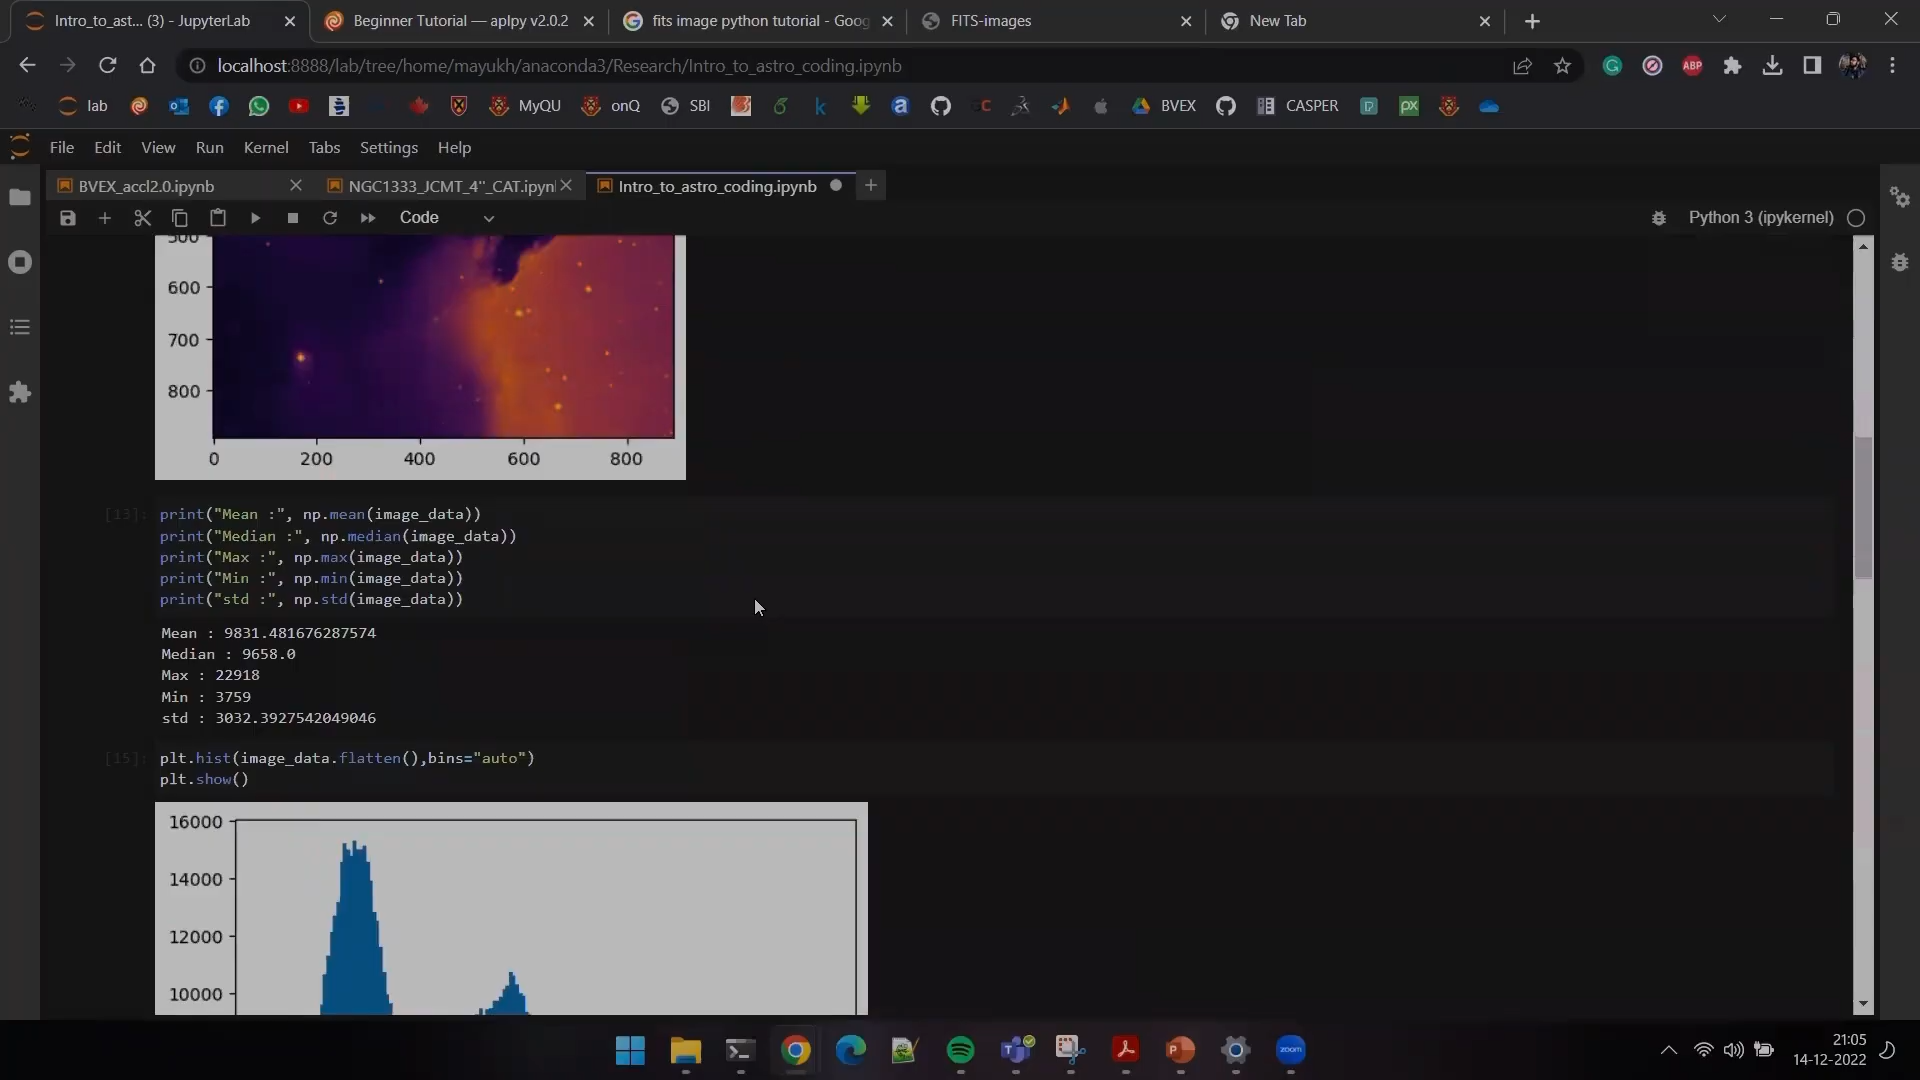 Intro_to_ast... (3) - JupyterLab
Beginner Tutorial — aplpy v2.0.2
fits image python tutorial - Goog
FITS-images
New Tab
localhost:8888/lab/tree/home/mayukh/anaconda3/Research/Intro_to_astro_coding.ipynb
ABP
lab
MyQU
onQ
SBI
BVEX
CASPER
File Edit View Run Kernel Tabs Settings Help
BVEX_accl2.0.ipynb
NGC1333_JCMT_4''_CAT.ipynl
Intro_to_astro_coding.ipynb
Code
Python 3 (ipykernel)
500
600
700
800
0 200 400 600 800
[13]:
print("Mean :", np.mean(image_data))
print("Median :", np.median(image_data))
print("Max :", np.max(image_data))
print("Min :", np.min(image_data))
print("std :", np.std(image_data))
Mean : 9831.481676287574
Median : 9658.0
Max : 22918
Min : 3759
std : 3032.3927542049046
[15]:
plt.hist(image_data.flatten(),bins="auto")
plt.show()
16000
14000
12000
10000
zoom
21:05
14-12-2022